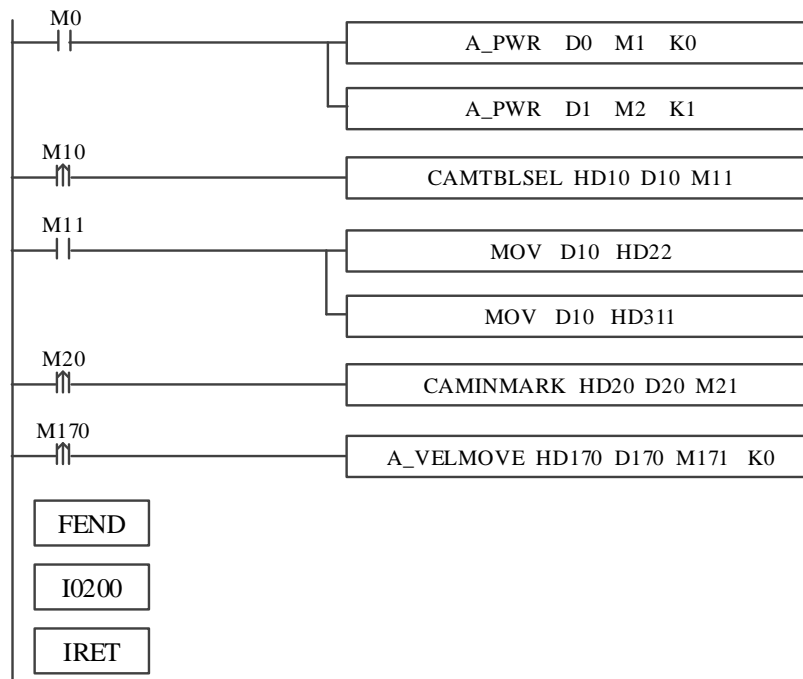 M0
A_PWR D0 M1 K0
A_PWR D1 M2 K1
M10
CAMTBLSEL HD10 D10 M11
M11
MOV D10 HD22
MOV D10 HD311
M20
CAMINMARK HD20 D20 M21
M170
A_VELMOVE HD170 D170 M171 K0
FEND
I0200
IRET